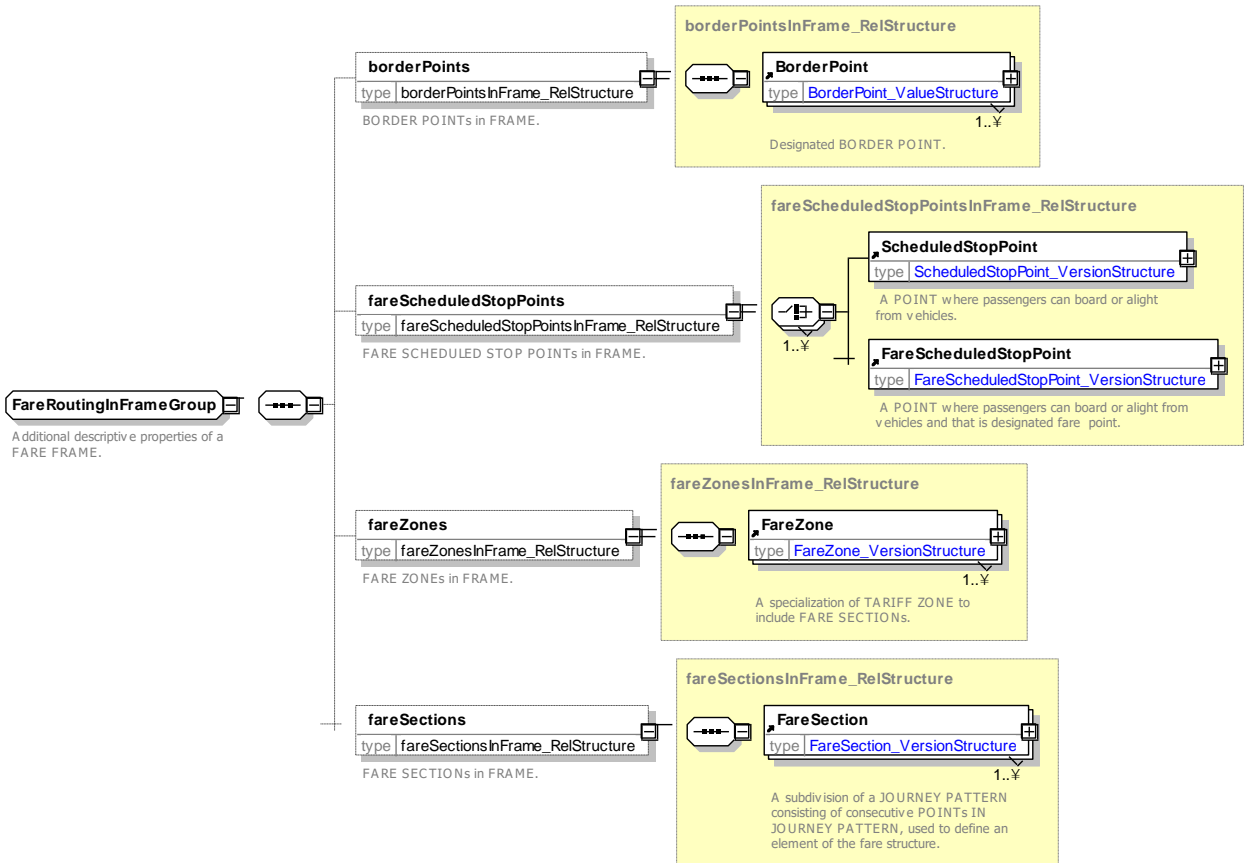 borderPointsInFrame_RelStructure
borderPoints
type borderPointsInFrame_RelStructure
BORDER POINTs in FRAME.
BorderPoint
type BorderPoint_ValueStructure
1..¥
Designated BORDER POINT.
fareScheduledStopPointsInFrame_RelStructure
fareScheduledStopPoints
type fareScheduledStopPointsInFrame_RelStructure
FARE SCHEDULED STOP POINTs in FRAME.
1..¥
ScheduledStopPoint
type ScheduledStopPoint_VersionStructure
A POINT where passengers can board or alight
from vehicles.
FareScheduledStopPoint
type FareScheduledStopPoint_VersionStructure
A POINT where passengers can board or alight from
vehicles and that is designated fare point.
FareRoutingInFrameGroup
Additional descriptive properties of a
FARE FRAME.
fareZonesInFrame_RelStructure
fareZones
type fareZonesInFrame_RelStructure
FARE ZONEs in FRAME.
FareZone
type FareZone_VersionStructure
1..¥
A specialization of TARIFF ZONE to
include FARE SECTIONs.
fareSectionsInFrame_RelStructure
fareSections
type fareSectionsInFrame_RelStructure
FARE SECTIONs in FRAME.
FareSection
type FareSection_VersionStructure
1..¥
A subdivision of a JOURNEY PATTERN
consisting of consecutive POINTs IN
JOURNEY PATTERN, used to define an
element of the fare structure.